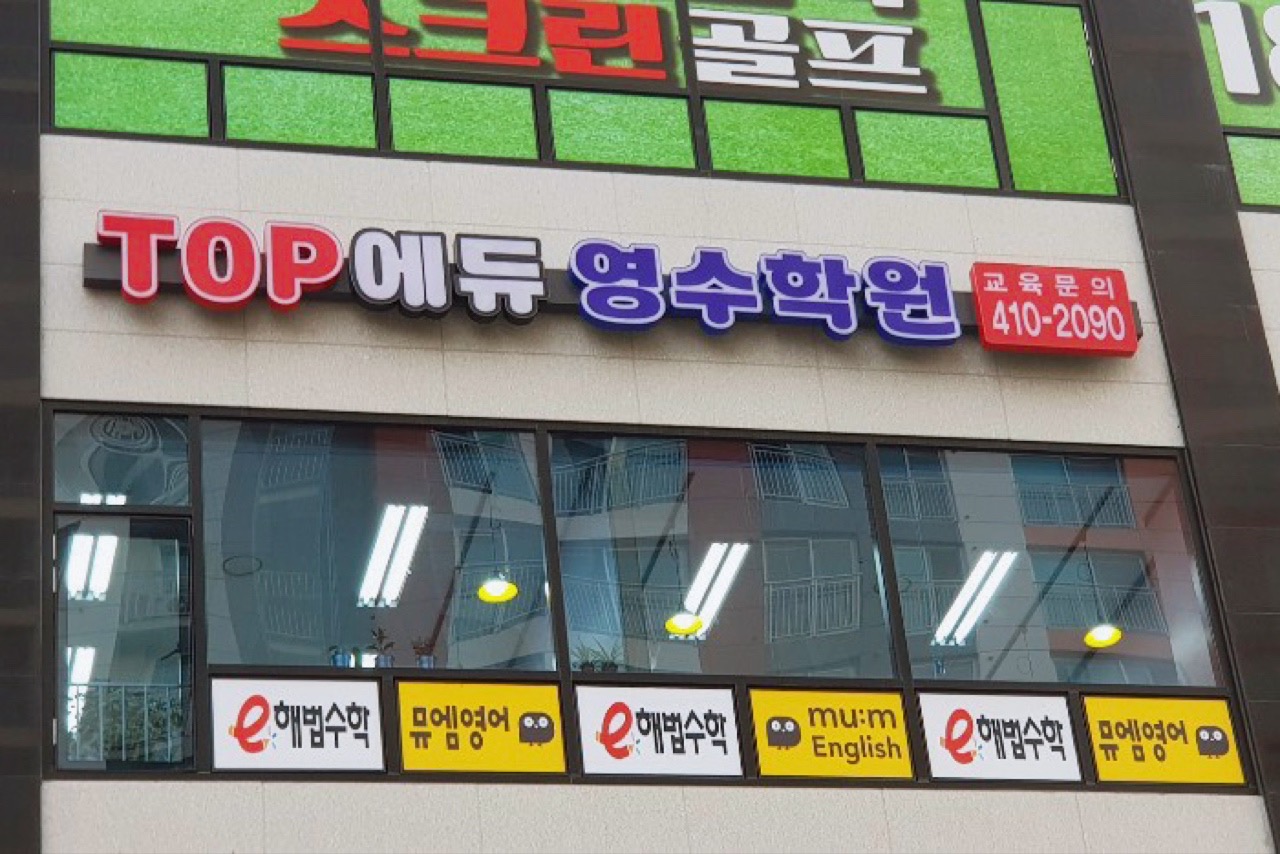 스크린골프
18
TOP에듀 영수학원
교육문의
410-2090
e해법수학
뮤엠영어
e해법수학
mu:m
English
e해법수학
뮤엠영어